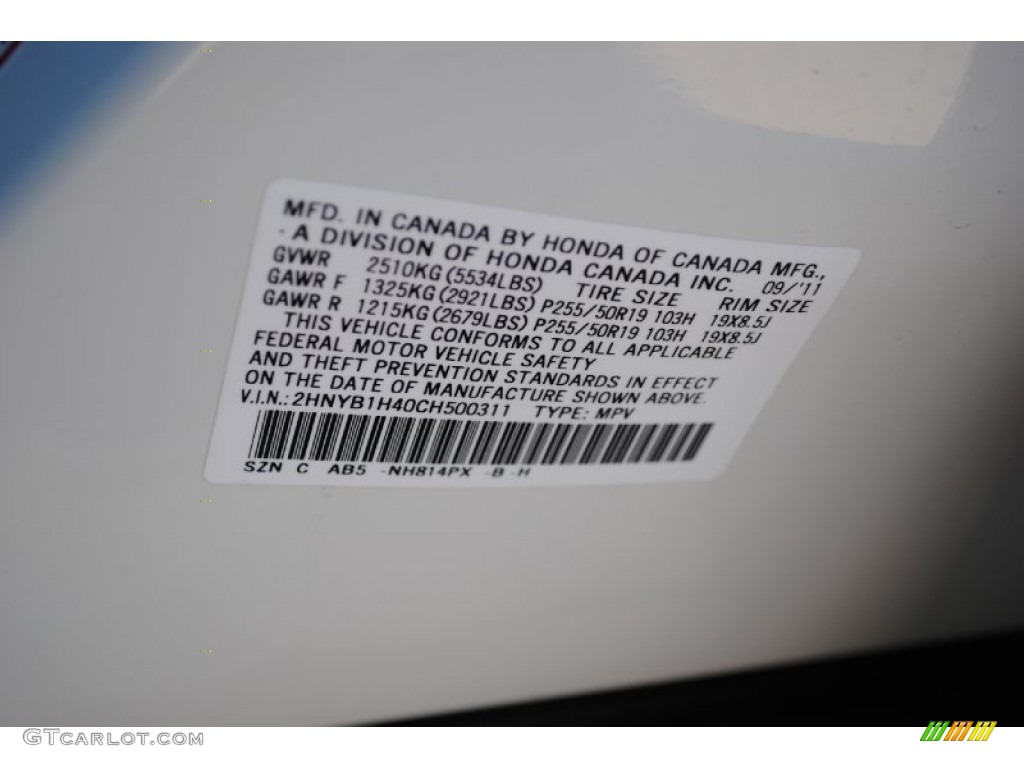 MFD. IN CANADA BY HONDA OF CANADA MFG.,
- A DIVISION OF HONDA CANADA INC. 09/'11
GVWR 2510KG (5534LBS) TIRE SIZE RIM SIZE
GAWR F 1325KG (2921LBS) P255/50R19 103H 19X8.5J
GAWR R 1215KG (2679LBS) P255/50R19 103H 19X8.5J
THIS VEHICLE CONFORMS TO ALL APPLICABLE
FEDERAL MOTOR VEHICLE SAFETY
AND THEFT PREVENTION STANDARDS IN EFFECT
ON THE DATE OF MANUFACTURE SHOWN ABOVE.
V.I.N.: 2HNYB1H40CH500311 TYPE: MPV
SZN C AB5 -NH814PX -B -H
GTCARLOT.COM